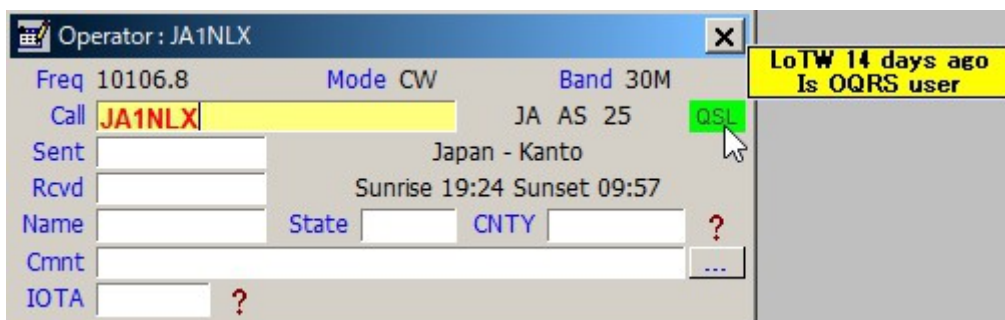 Operator : JA1NLX
LoTW 14 days ago
Is OQRS user
Freq 10106.8 Mode CW Band 30M
Call JA1NLX JA AS 25 QSL
Sent Japan - Kanto
Rcvd Sunrise 19:24 Sunset 09:57
Name State CNTY ?
Cmnt ...
IOTA ?